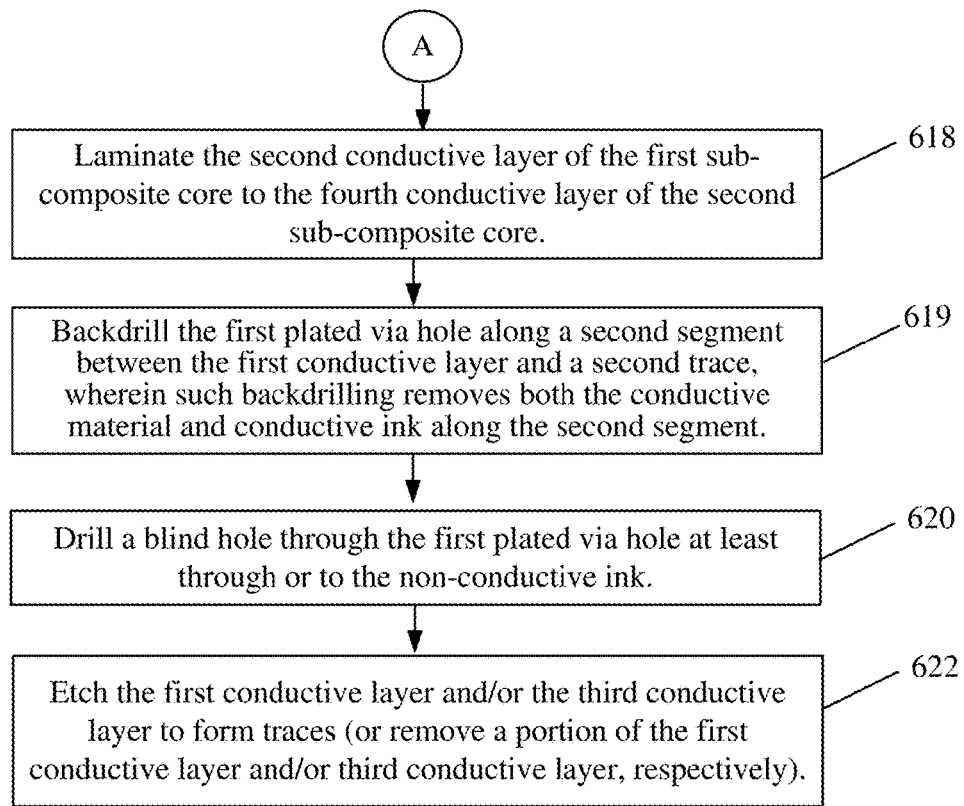 A
Laminate the second conductive layer of the first sub-
composite core to the fourth conductive layer of the second
sub-composite core.
618
Backdrill the first plated via hole along a second segment
between the first conductive layer and a second trace,
wherein such backdrilling removes both the conductive
material and conductive ink along the second segment.
619
Drill a blind hole through the first plated via hole at least
through or to the non-conductive ink.
620
Etch the first conductive layer and/or the third conductive
layer to form traces (or remove a portion of the first
conductive layer and/or third conductive layer, respectively).
622